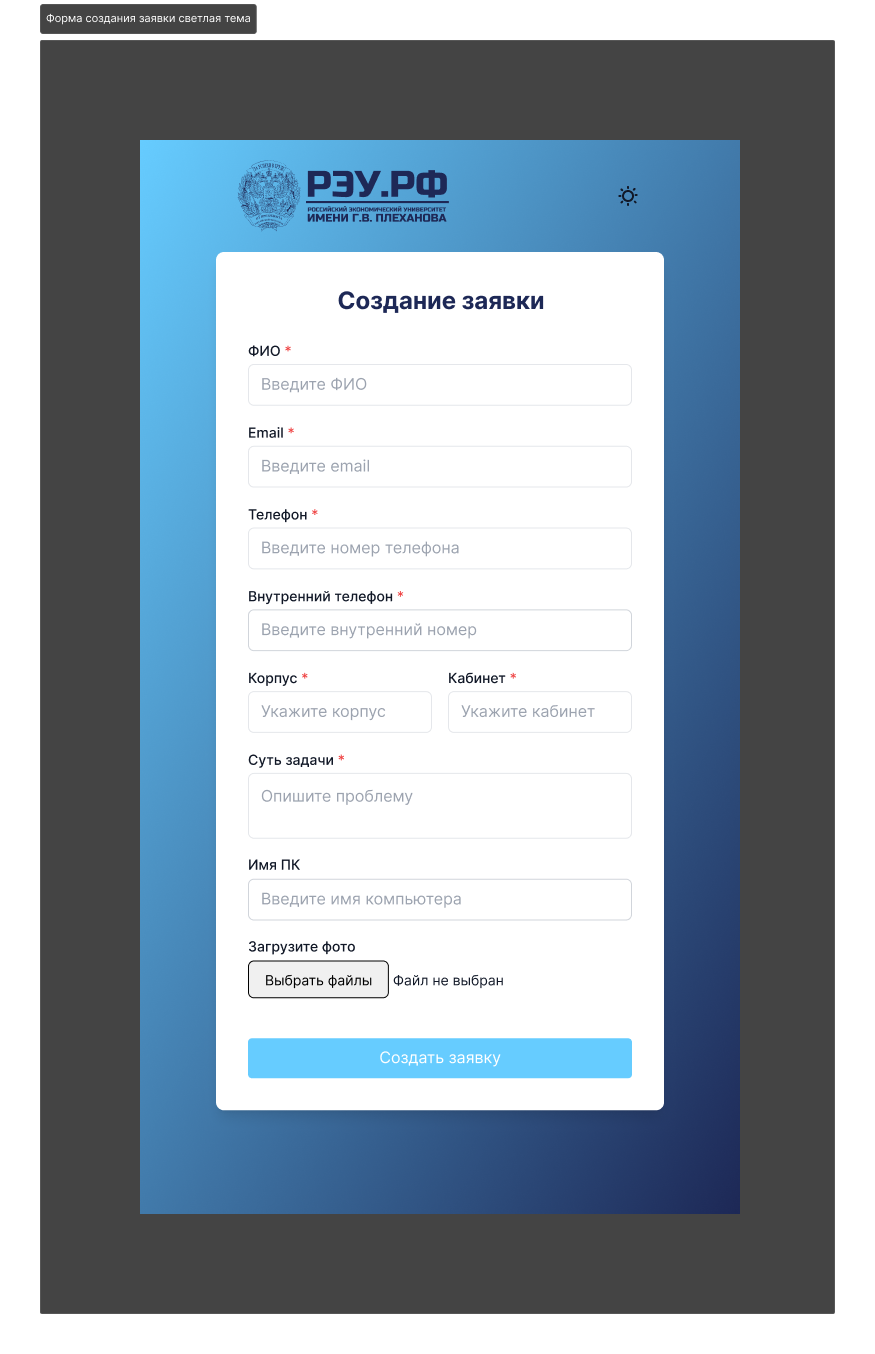 Форма создания заявки светлая тема
РЭУ.РФ
РОССИЙСКИЙ ЭКОНОМИЧЕСКИЙ УНИВЕРСИТЕТ
ИМЕНИ Г.В. ПЛЕХАНОВА
Создание заявки
ФИО *
Введите ФИО
Email *
Введите email
Телефон *
Введите номер телефона
Внутренний телефон *
Введите внутренний номер
Корпус * Кабинет *
Укажите корпус Укажите кабинет
Суть задачи *
Опишите проблему
Имя ПК
Введите имя компьютера
Загрузите фото
Выбрать файлы Файл не выбран
Создать заявку